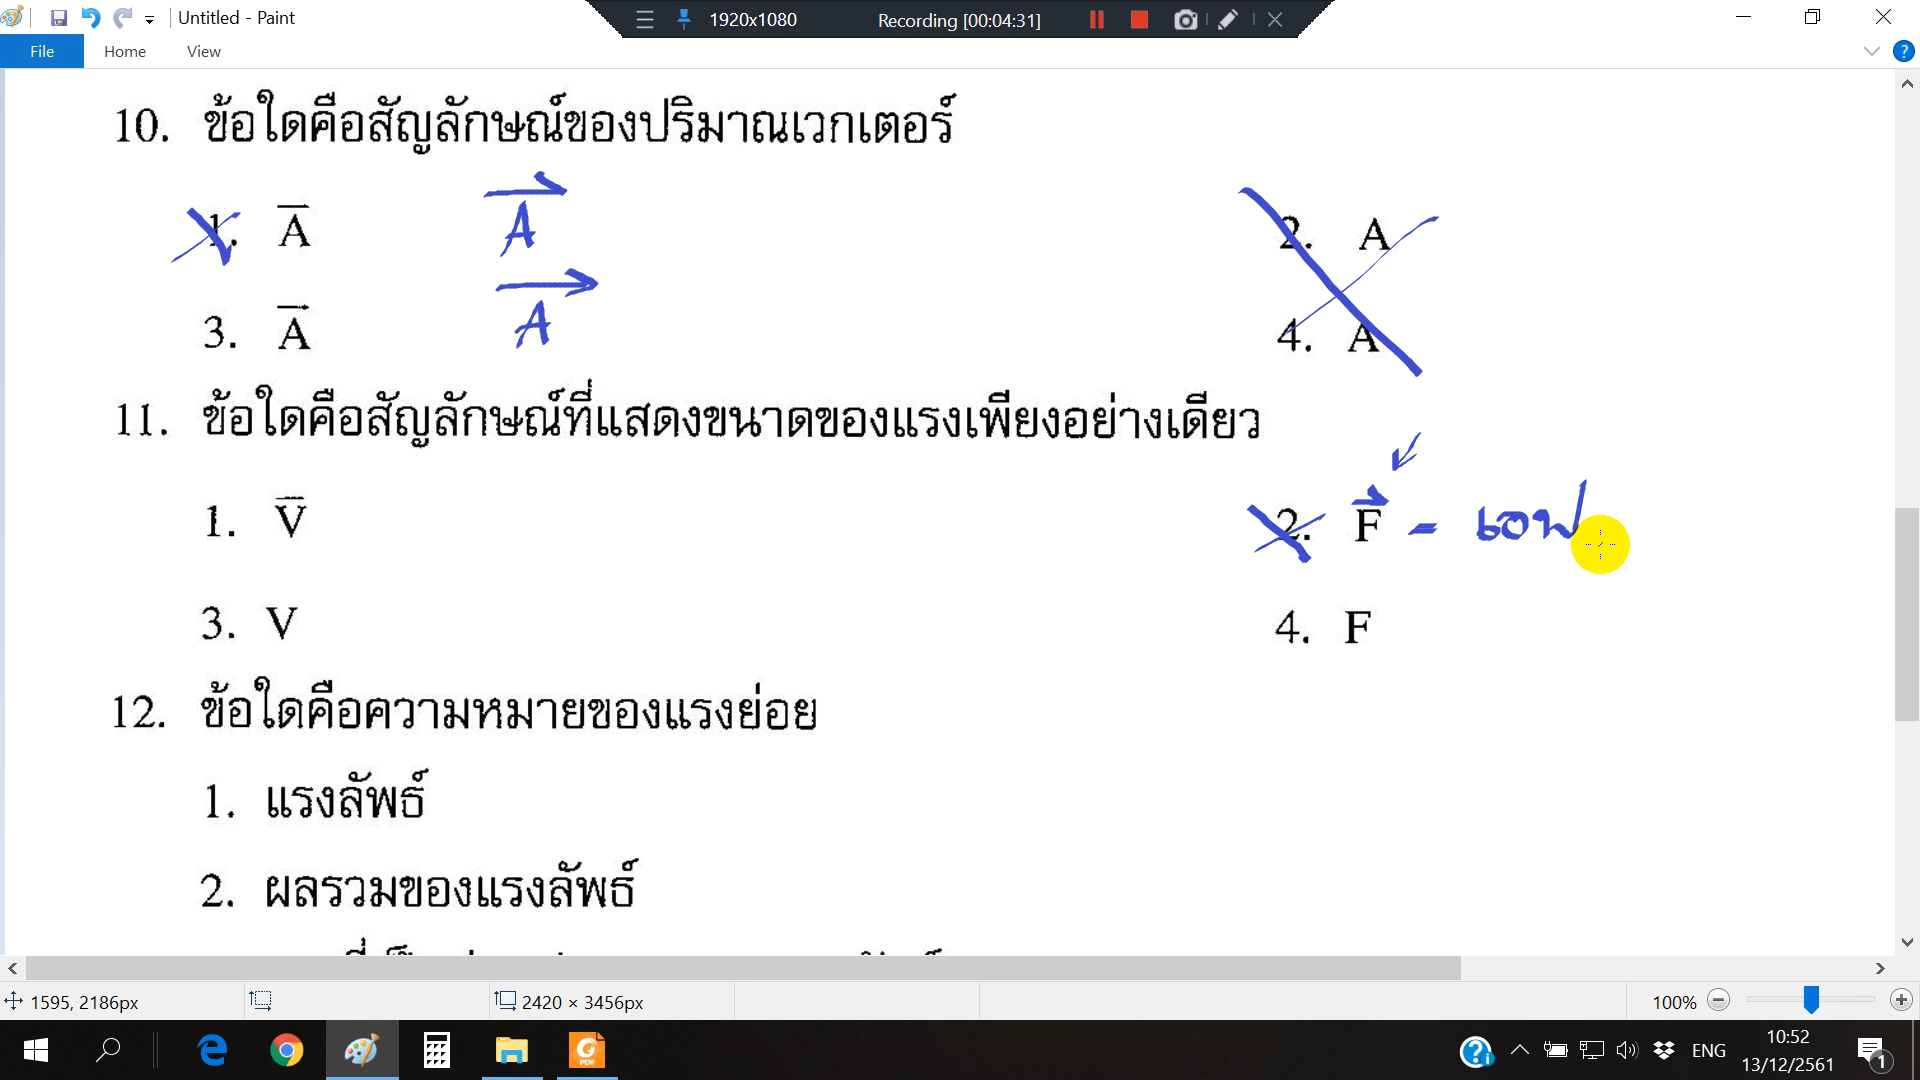 Untitled - Paint
1920x1080 Recording [00:04:31]
File Home View
10. ข้อใดคือสัญลักษณ์ของปริมาณเวกเตอร์
1. A̅ A⃗ 2. A
3. A⃗ A⃗ 4. A
11. ข้อใดคือสัญลักษณ์ที่แสดงขนาดของแรงเพียงอย่างเดียว
1. V̅ 2. F⃗ = เอฟ
3. V 4. F
12. ข้อใดคือความหมายของแรงย่อย
1. แรงลัพธ์
2. ผลรวมของแรงลัพธ์
1595, 2186px 2420 × 3456px 100%
PDF ENG 10:52
13/12/2561 1